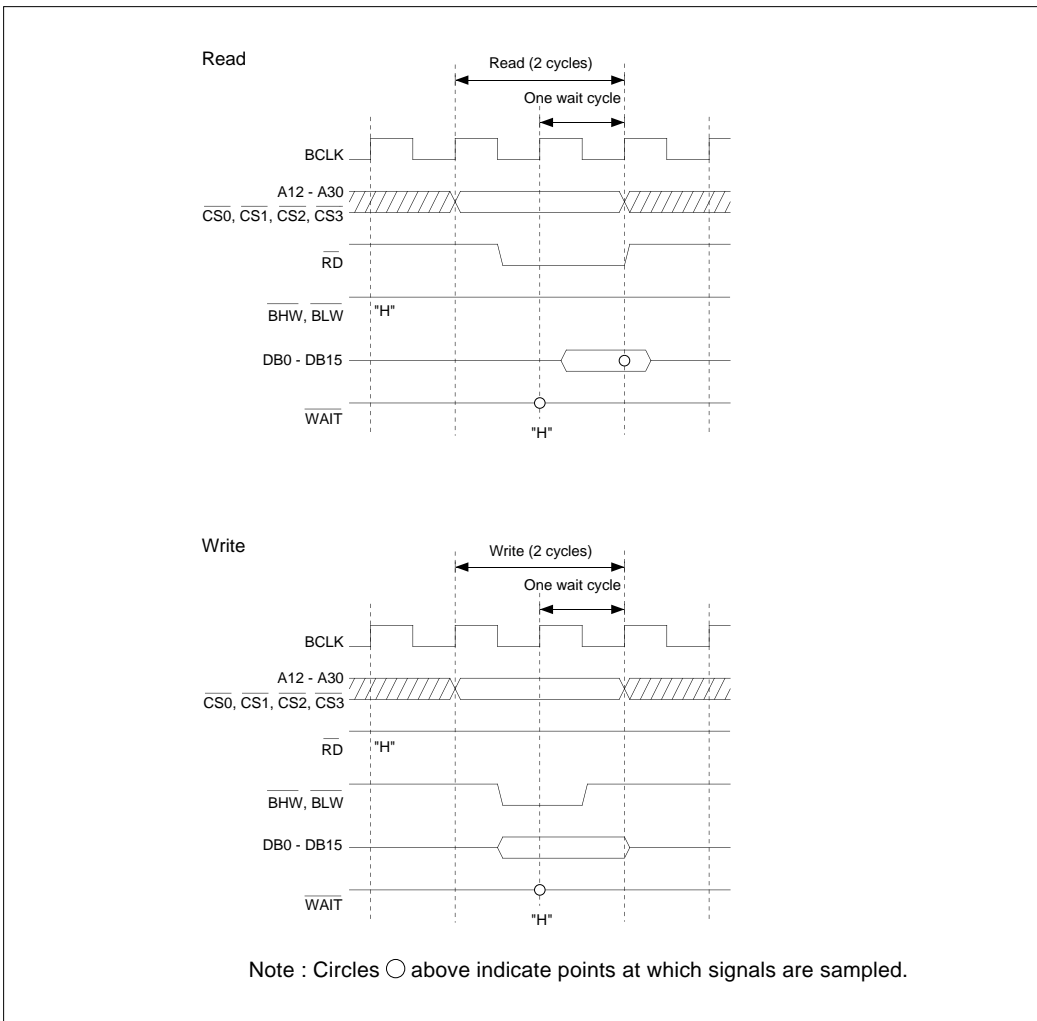 Read
Read (2 cycles)
One wait cycle
BCLK
A12 - A30
CS0, CS1, CS2, CS3
RD
BHW, BLW
"H"
DB0 - DB15
WAIT
"H"
Write
Write (2 cycles)
One wait cycle
BCLK
A12 - A30
CS0, CS1, CS2, CS3
RD
"H"
BHW, BLW
DB0 - DB15
WAIT
"H"
Note : Circles ○ above indicate points at which signals are sampled.